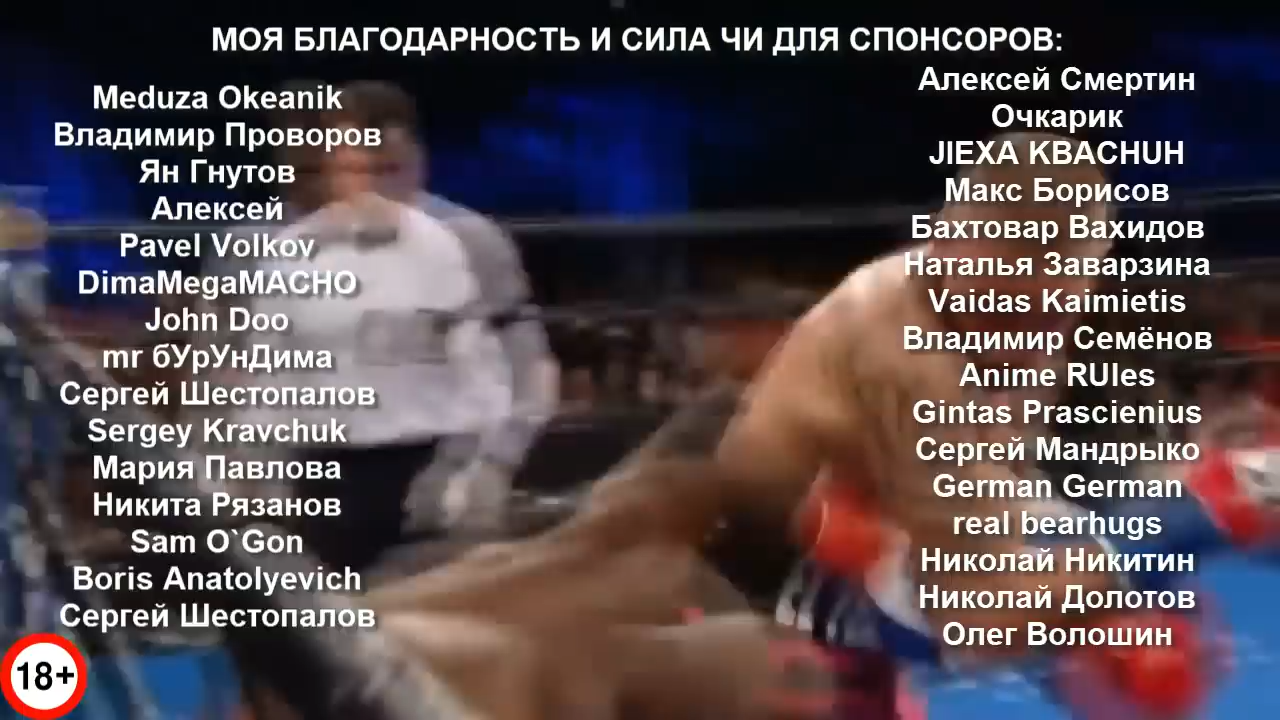 МОЯ БЛАГОДАРНОСТЬ И СИЛА ЧИ ДЛЯ СПОНСОРОВ:
Meduza Okeanik
Владимир Проворов
Ян Гнутов
Алексей
Pavel Volkov
DimaMegaMACHO
John Doo
mr бУрУнДима
Сергей Шестопалов
Sergey Kravchuk
Мария Павлова
Никита Рязанов
Sam O`Gon
Boris Anatolyevich
Сергей Шестопалов
Алексей Смертин
Очкарик
JIEXA KBACHUH
Макс Борисов
Бахтовар Вахидов
Наталья Заварзина
Vaidas Kaimietis
Владимир Семёнов
Anime RUles
Gintas Prascienius
Сергей Мандрыко
German German
real bearhugs
Николай Никитин
Николай Долотов
Олег Волошин
18+